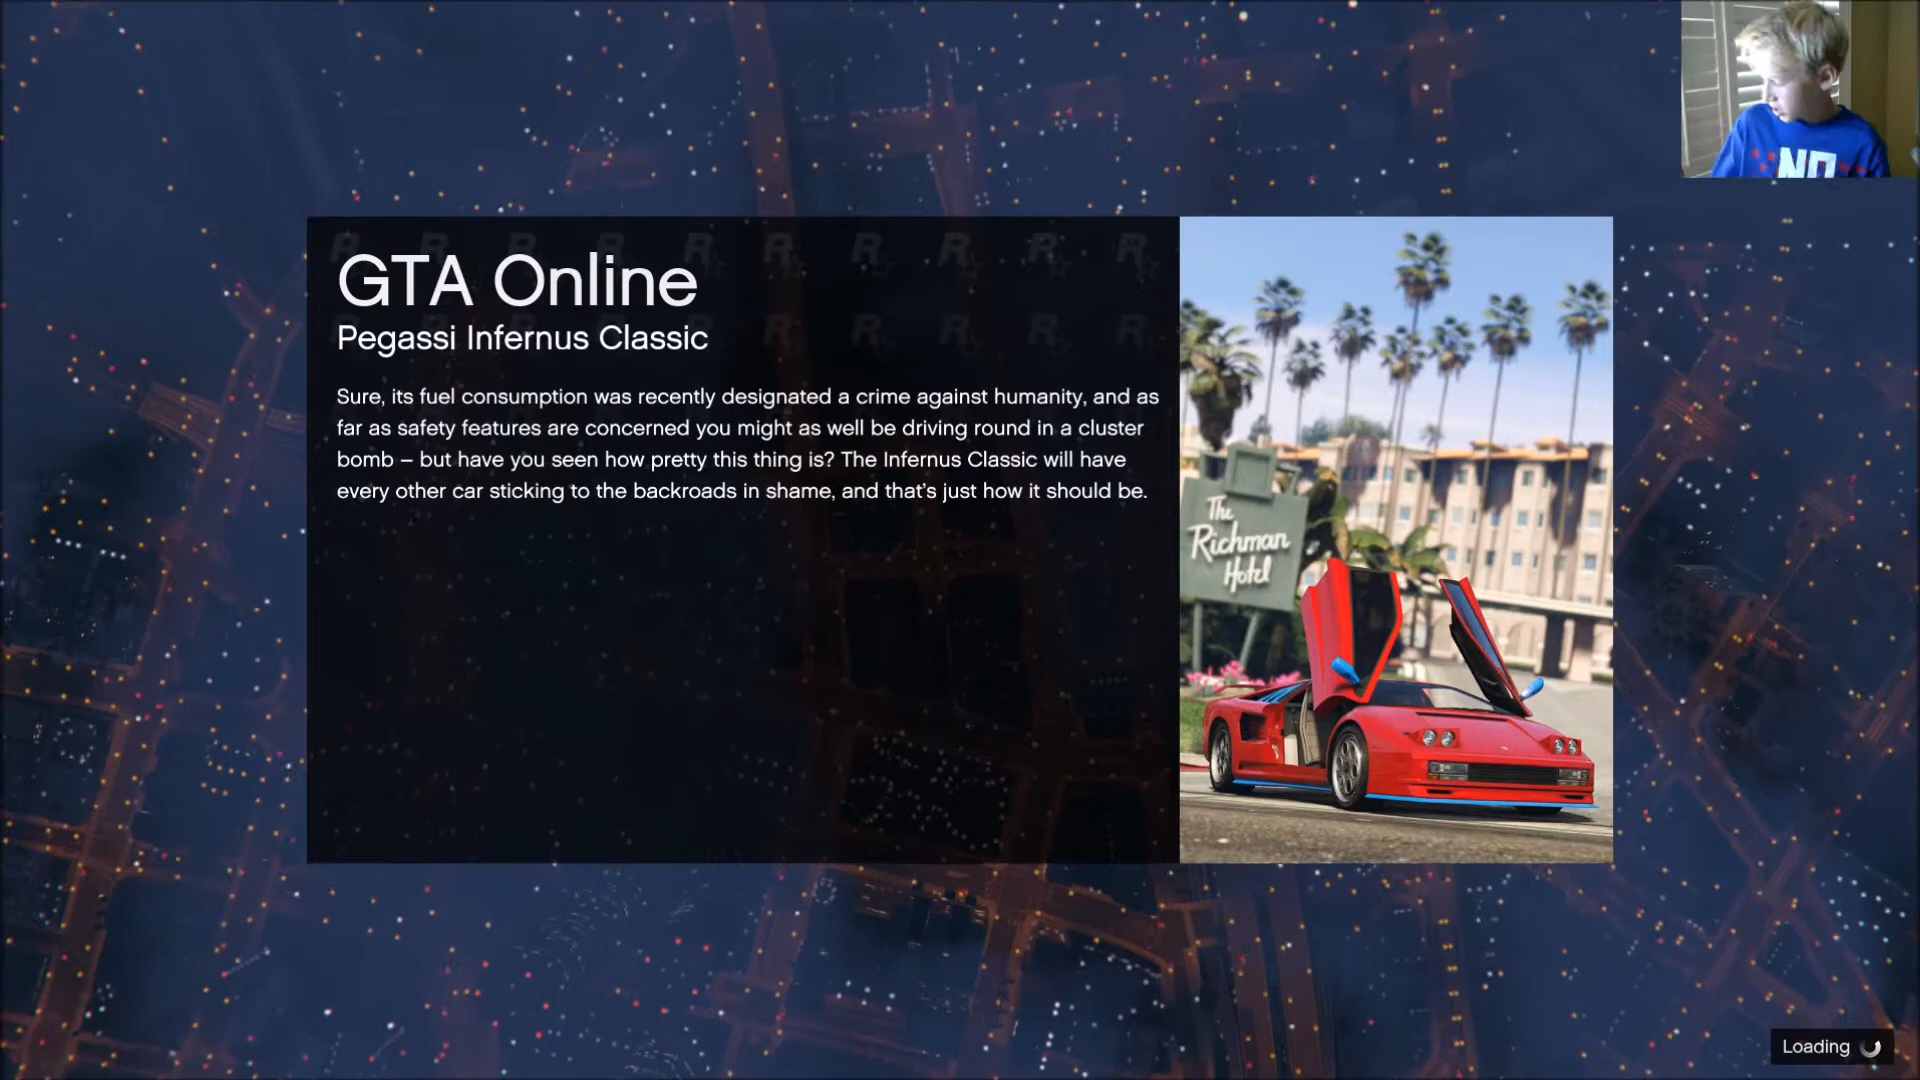 GTA Online
Pegassi Infernus Classic
Sure, its fuel consumption was recently designated a crime against humanity, and as
far as safety features are concerned you might as well be driving round in a cluster
bomb – but have you seen how pretty this thing is? The Infernus Classic will have
every other car sticking to the backroads in shame, and that's just how it should be.
The
Richman
Hotel
NO
Loading